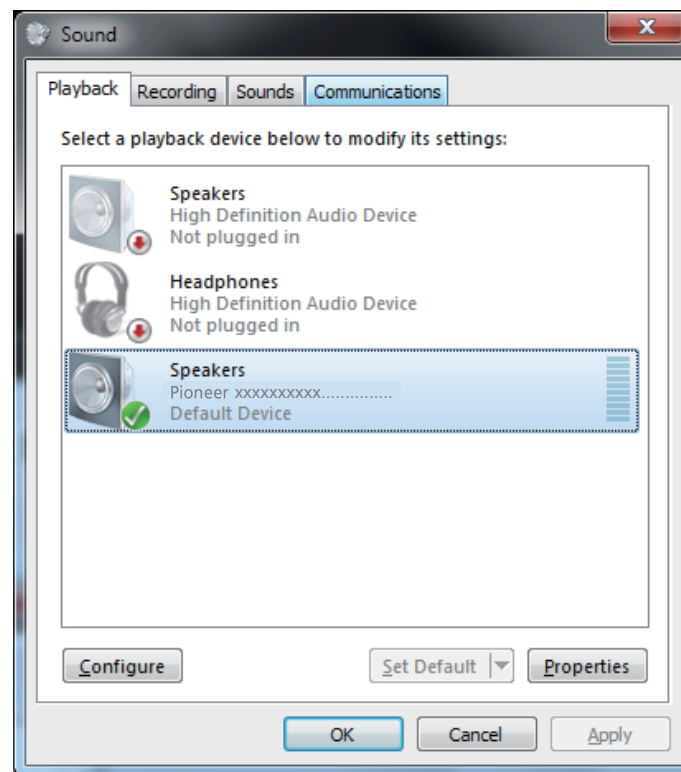 Sound
Playback Recording Sounds Communications
Select a playback device below to modify its settings:
Speakers
High Definition Audio Device
Not plugged in
Headphones
High Definition Audio Device
Not plugged in
Speakers
Pioneer xxxxxxxxxx...............
Default Device
Configure Set Default Properties
OK Cancel Apply